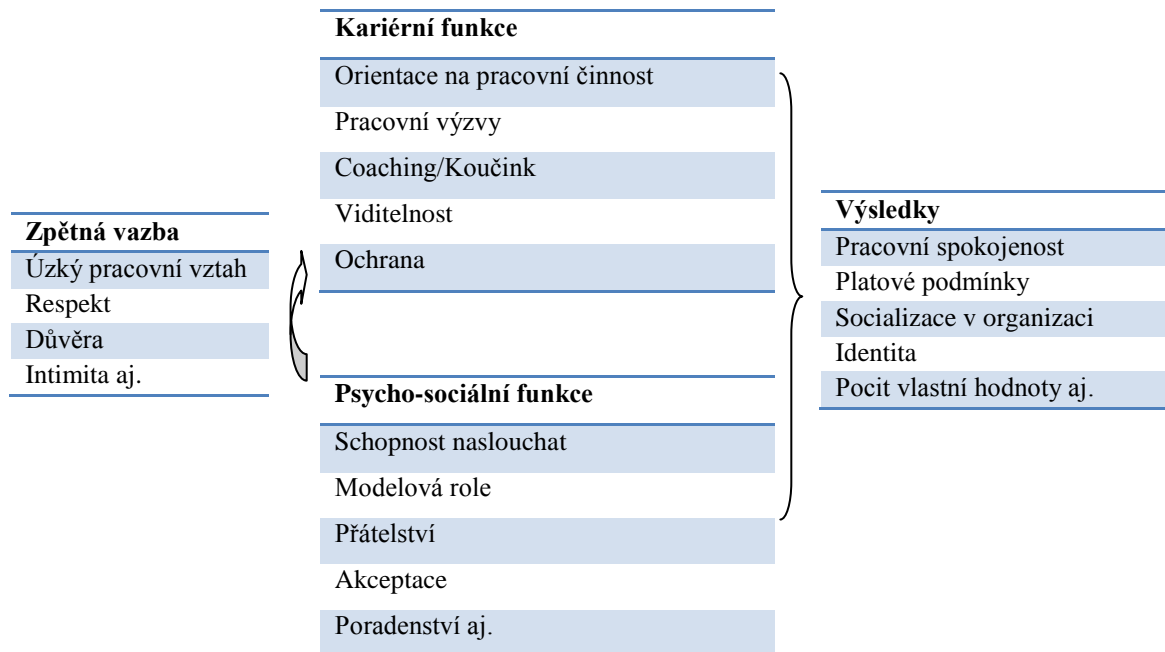 Kariérní funkce
Orientace na pracovní činnost
Pracovní výzvy
Coaching/Koučink
Viditelnost
Ochrana
Zpětná vazba
Úzký pracovní vztah
Respekt
Důvěra
Intimita aj.
Psycho-sociální funkce
Schopnost naslouchat
Modelová role
Přátelství
Akceptace
Poradenství aj.
Výsledky
Pracovní spokojenost
Platové podmínky
Socializace v organizaci
Identita
Pocit vlastní hodnoty aj.